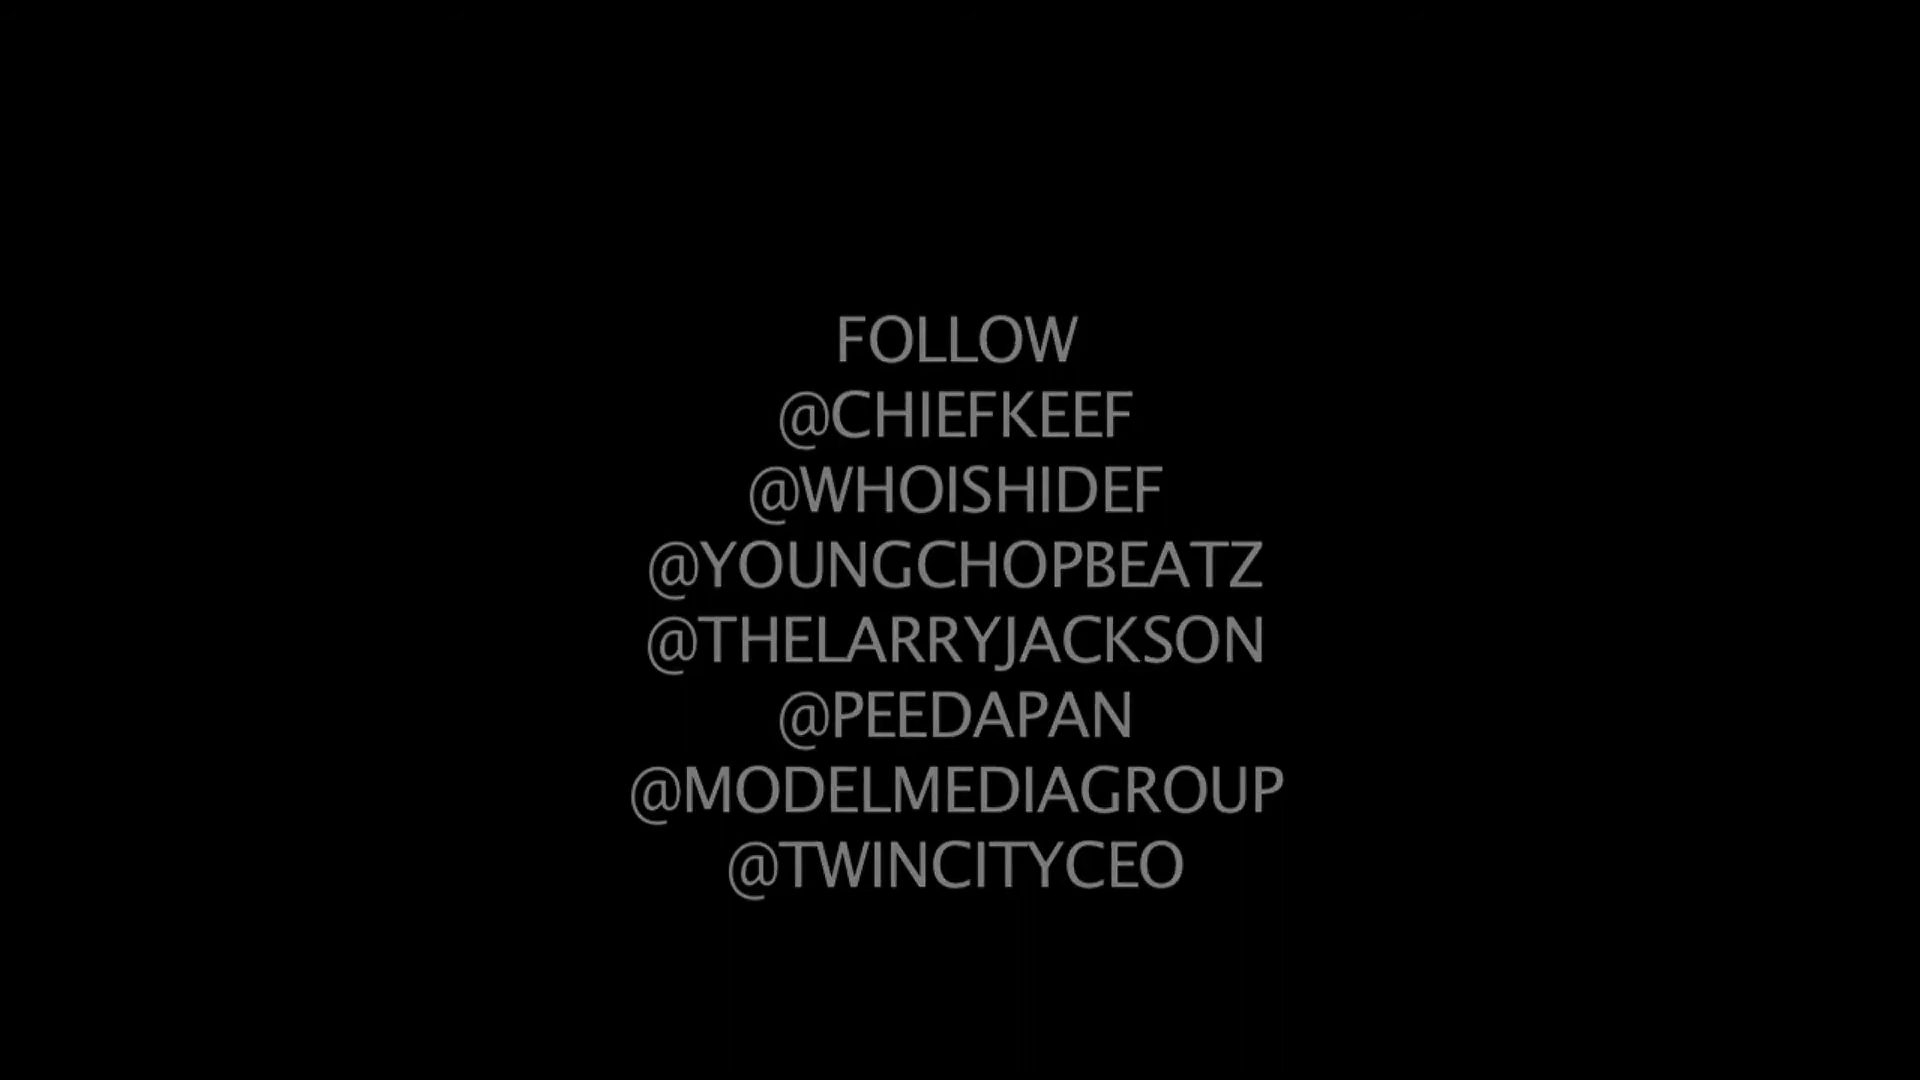 FOLLOW
@CHIEFKEEF
@WHOISHIDEF
@YOUNGCHOPBEATZ
@THELARRYJACKSON
@PEEDAPAN
@MODELMEDIAGROUP
@TWINCITYCEO